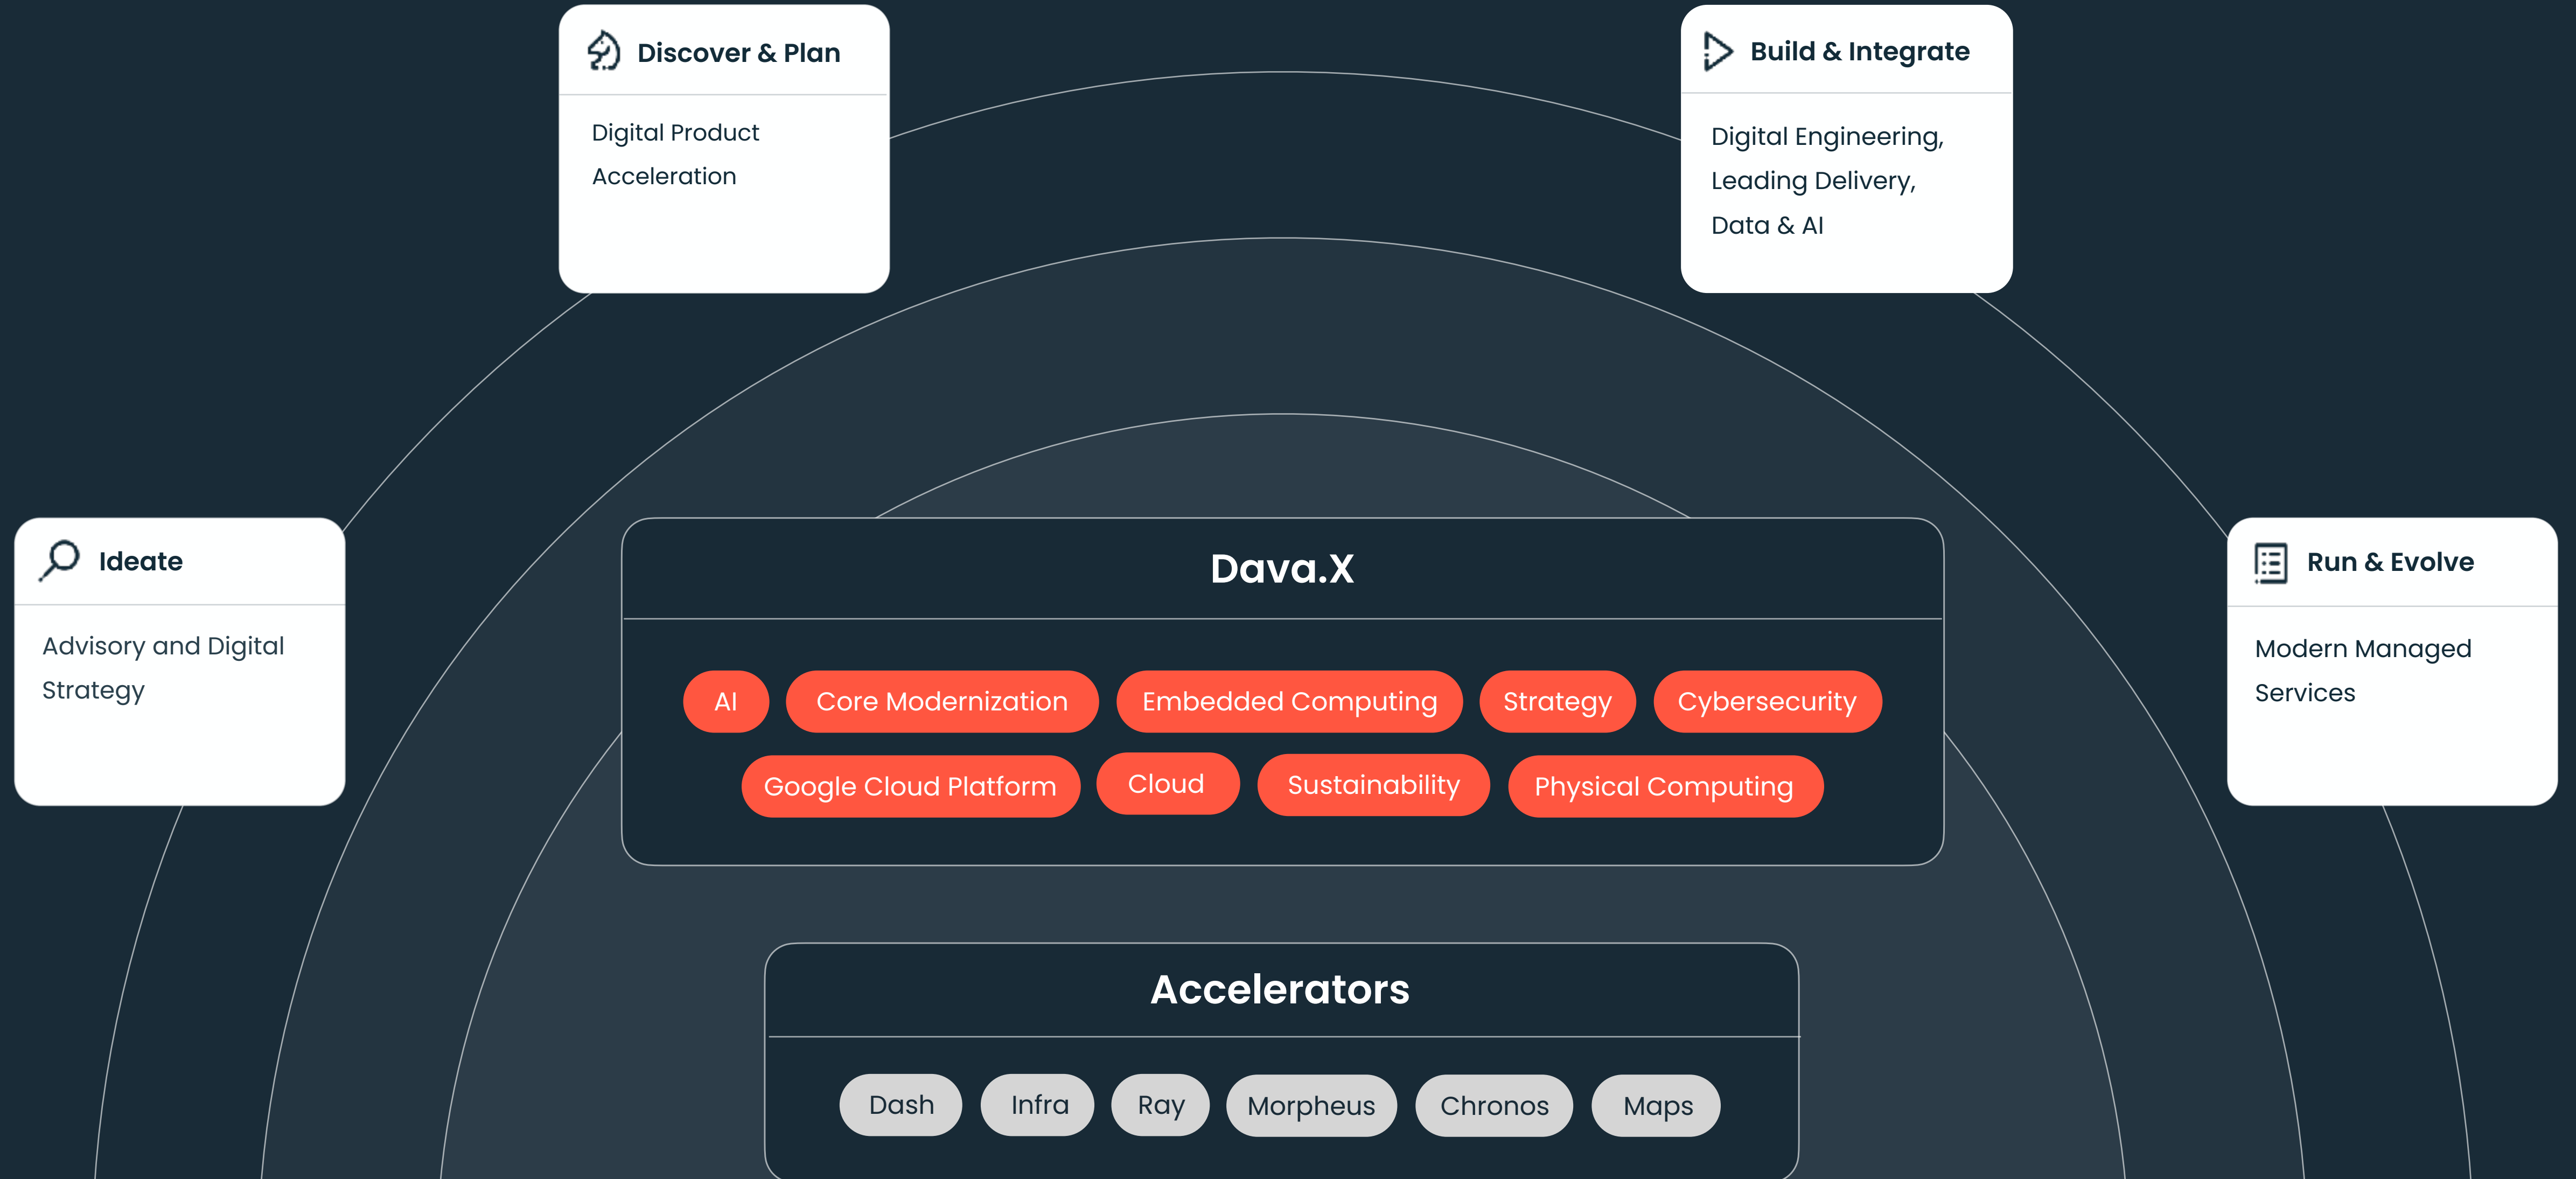 Discover & Plan
Digital Product
Acceleration
Build & Integrate
Digital Engineering,
Leading Delivery,
Data & AI
Ideate
Advisory and Digital
Strategy
Dava.X
AI
Core Modernization
Embedded Computing
Strategy
Cybersecurity
Google Cloud Platform
Cloud
Sustainability
Physical Computing
Run & Evolve
Modern Managed
Services
Accelerators
Dash
Infra
Ray
Morpheus
Chronos
Maps